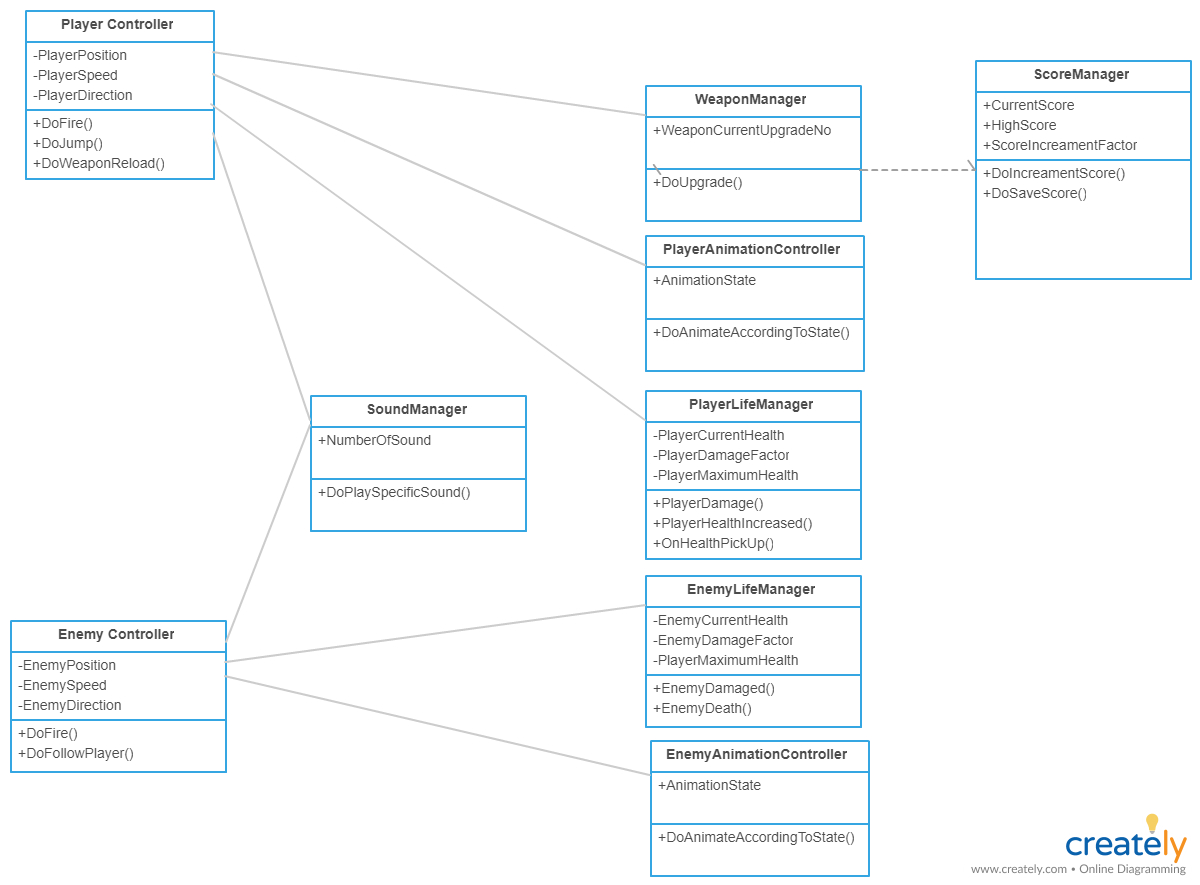 Player Controller
-PlayerPosition
-PlayerSpeed
-PlayerDirection
+DoFire()
+DoJump()
+DoWeaponReload()
WeaponManager
+WeaponCurrentUpgradeNo
+DoUpgrade()
ScoreManager
+CurrentScore
+HighScore
+ScoreIncreamentFactor
+DoIncreamentScore()
+DoSaveScore()
PlayerAnimationController
+AnimationState
+DoAnimateAccordingToState()
SoundManager
+NumberOfSound
+DoPlaySpecificSound()
PlayerLifeManager
-PlayerCurrentHealth
-PlayerDamageFactor
-PlayerMaximumHealth
+PlayerDamage()
+PlayerHealthIncreased()
+OnHealthPickUp()
Enemy Controller
-EnemyPosition
-EnemySpeed
-EnemyDirection
+DoFire()
+DoFollowPlayer()
EnemyLifeManager
-EnemyCurrentHealth
-EnemyDamageFactor
-PlayerMaximumHealth
+EnemyDamaged()
+EnemyDeath()
EnemyAnimationController
+AnimationState
+DoAnimateAccordingToState()
creately
www.creately.com • Online Diagramming